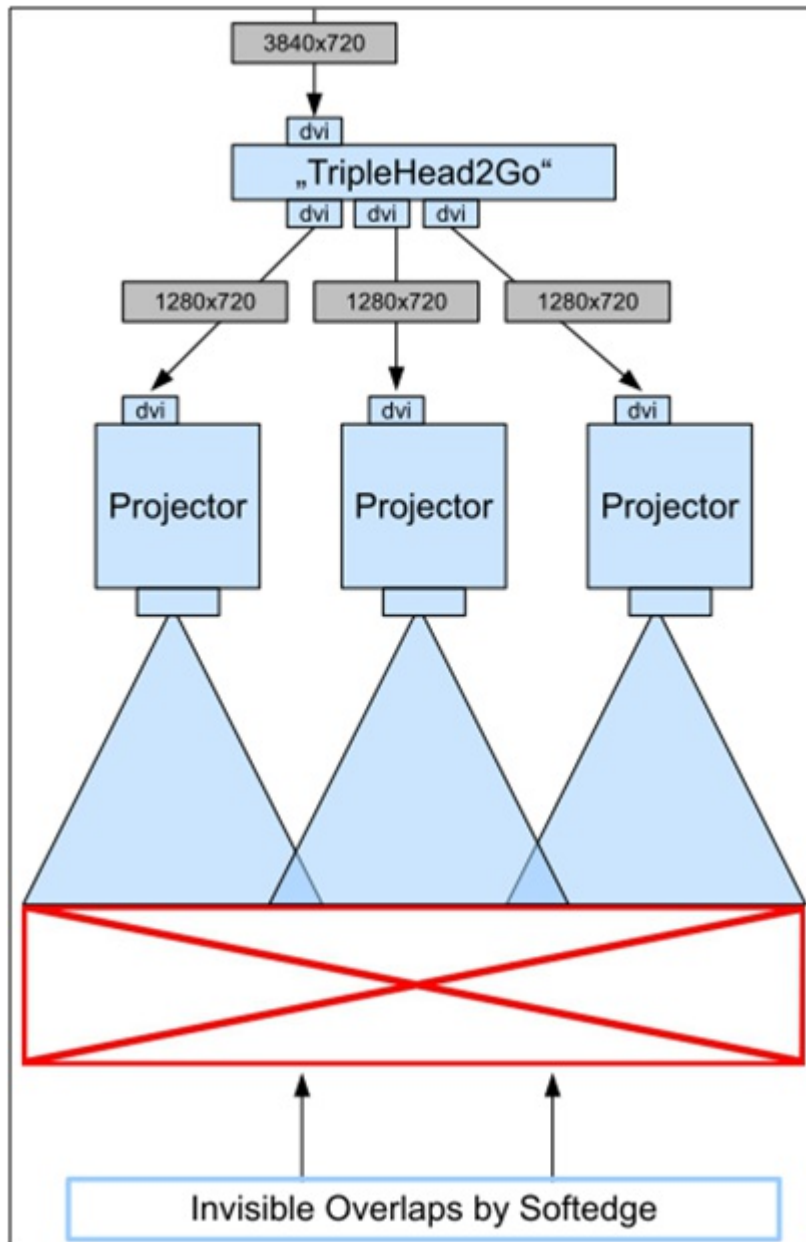 3840x720
dvi
„TripleHead2Go“
dvi dvi dvi
1280x720 1280x720 1280x720
dvi dvi dvi
Projector Projector Projector
Invisible Overlaps by Softedge